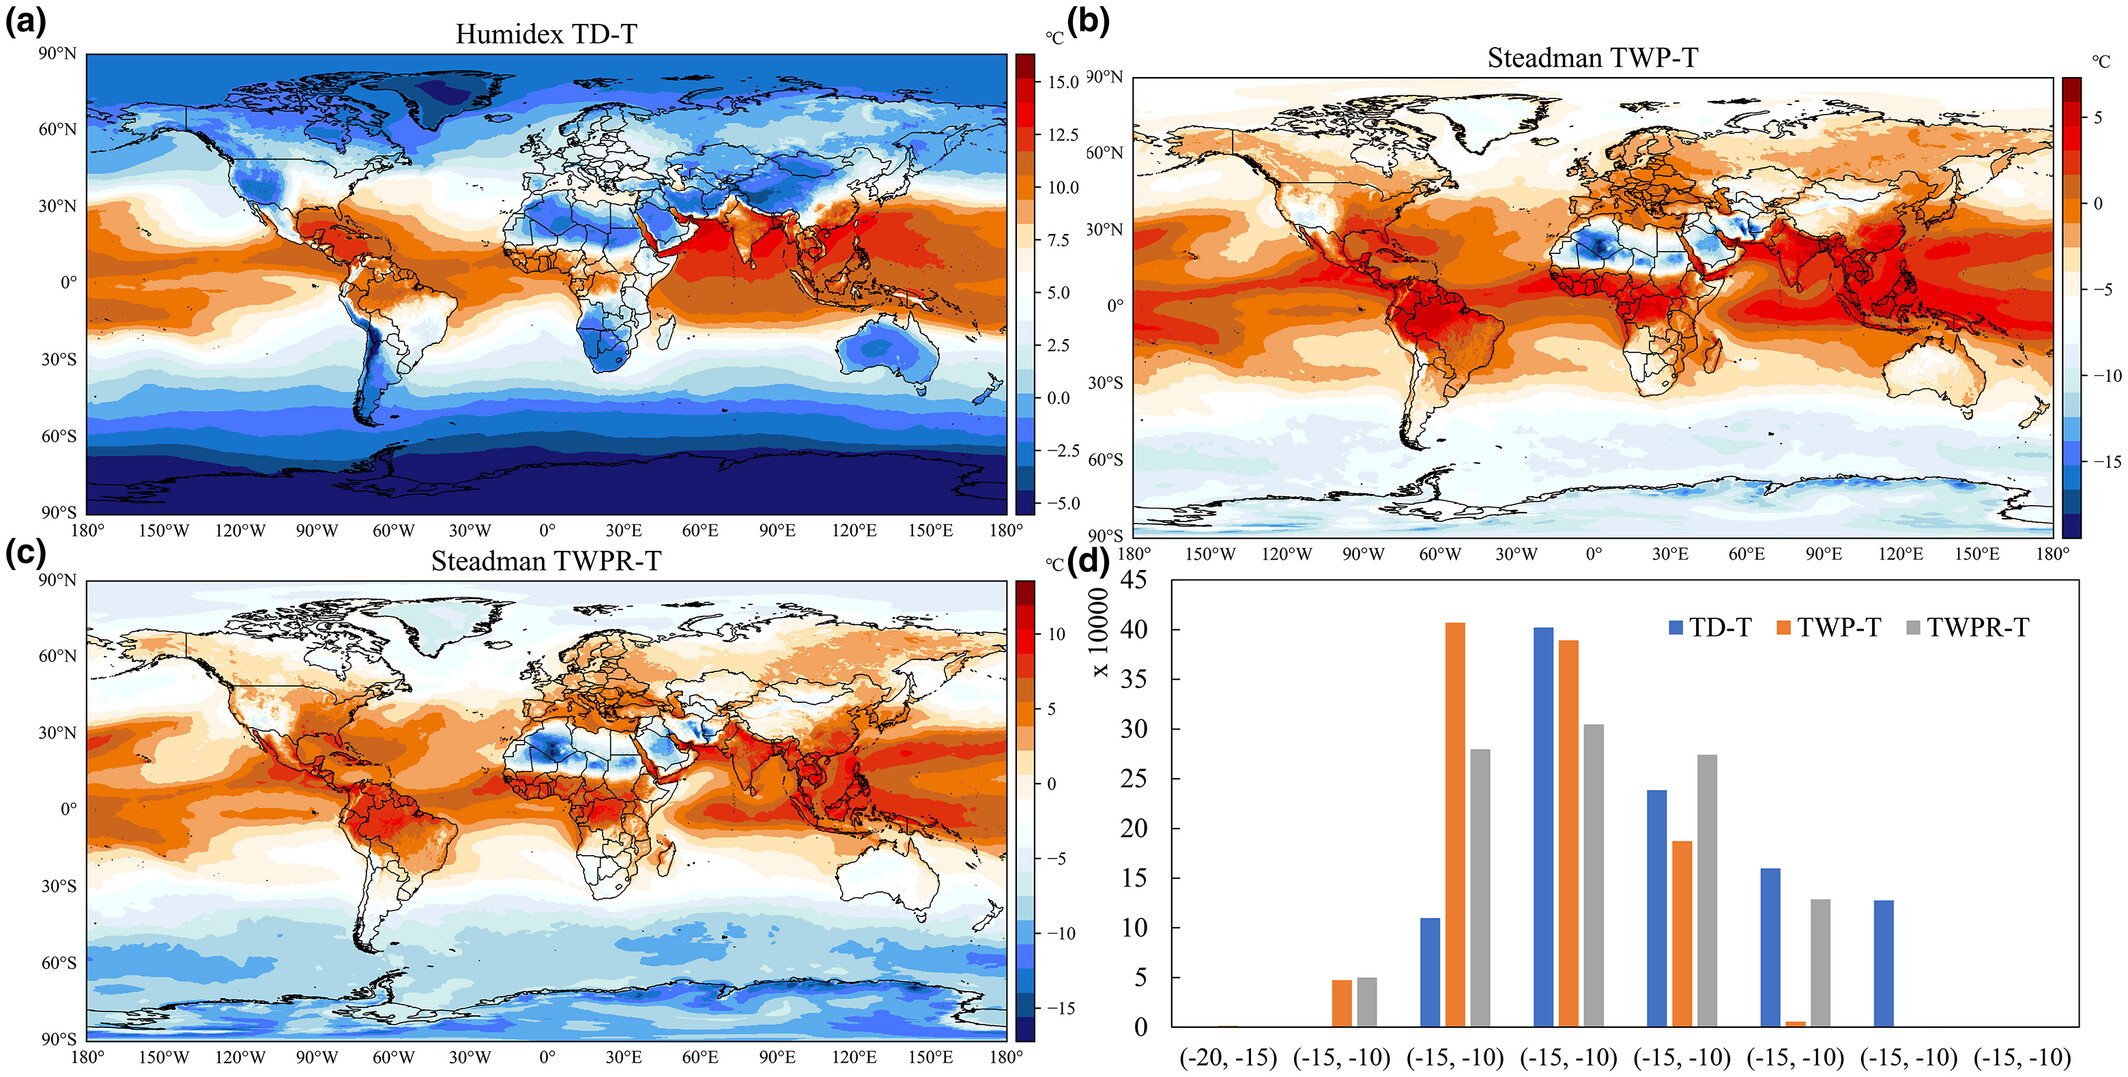 (a)
Humidex TD-T
°C
90°N
60°N
30°N
0°
30°S
60°S
90°S
180°
150°W
120°W
90°W
60°W
30°W
0°
30°E
60°E
90°E
120°E
150°E
180°
15.0
12.5
10.0
7.5
5.0
2.5
0.0
−2.5
−5.0
(b)
Steadman TWP-T
°C
90°N
60°N
30°N
0°
30°S
60°S
90°S
180°
150°W
120°W
90°W
60°W
30°W
0°
30°E
60°E
90°E
120°E
150°E
180°
5
0
−5
−10
−15
(c)
Steadman TWPR-T
°C
90°N
60°N
30°N
0°
30°S
60°S
90°S
180°
150°W
120°W
90°W
60°W
30°W
0°
30°E
60°E
90°E
120°E
150°E
180°
10
5
0
−5
−10
−15
(d)
x 10000
45
40
35
30
25
20
15
10
5
0
TD-T
TWP-T
TWPR-T
(-20, -15)
(-15, -10)
(-15, -10)
(-15, -10)
(-15, -10)
(-15, -10)
(-15, -10)
(-15, -10)